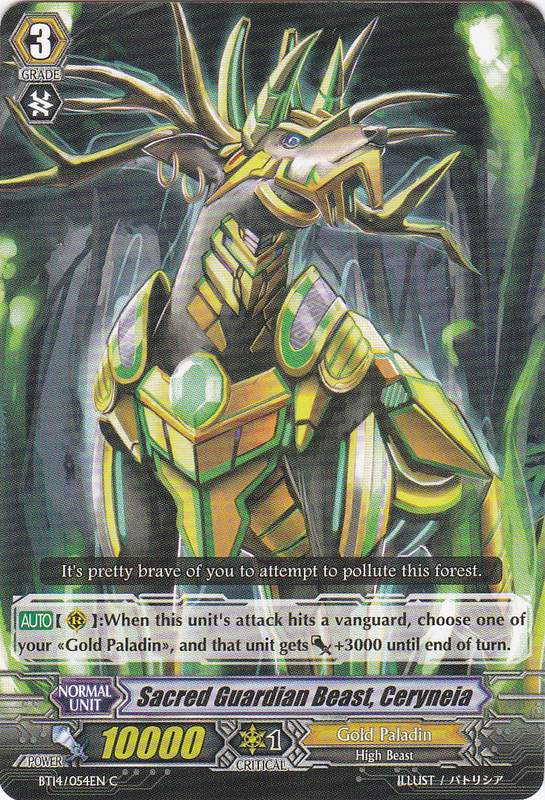 3
GRADE
It's pretty brave of you to attempt to pollute this forest.
AUTO【 R 】:When this unit's attack hits a vanguard, choose one of
your «Gold Paladin», and that unit gets +3000 until end of turn.
NORMAL
UNIT
Sacred Guardian Beast, Ceryneia
POWER
10000
1
CRITICAL
Gold Paladin
High Beast
BT14/054EN C
ILLUST / パトリシア